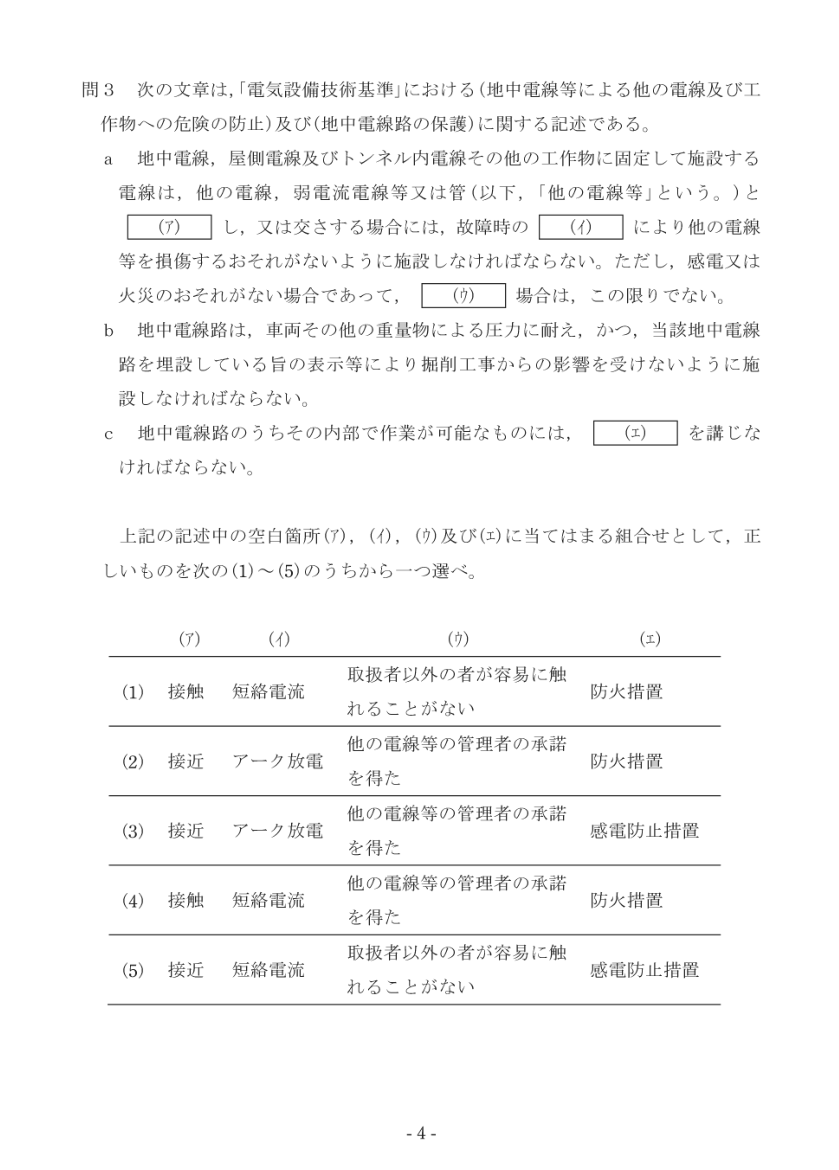 問３　次の文章は，「電気設備技術基準」における(地中電線等による他の電線及び工
作物への危険の防止)及び(地中電線路の保護)に関する記述である。
a　地中電線，屋側電線及びトンネル内電線その他の工作物に固定して施設する
電線は，他の電線，弱電流電線等又は管(以下，「他の電線等」という。)と
(ア) し，又は交さする場合には，故障時の (イ) により他の電線
等を損傷するおそれがないように施設しなければならない。ただし，感電又は
火災のおそれがない場合であって， (ウ) 場合は，この限りでない。
b　地中電線路は，車両その他の重量物による圧力に耐え，かつ，当該地中電線
路を埋設している旨の表示等により掘削工事からの影響を受けないように施
設しなければならない。
c　地中電線路のうちその内部で作業が可能なものには， (エ) を講じな
ければならない。
上記の記述中の空白箇所(ア)，(イ)，(ウ)及び(エ)に当てはまる組合せとして，正
しいものを次の(1)～(5)のうちから一つ選べ。
(ア)　(イ)　(ウ)　(エ)
(1)　接触　短絡電流　取扱者以外の者が容易に触
れることがない　防火措置
(2)　接近　アーク放電　他の電線等の管理者の承諾
を得た　防火措置
(3)　接近　アーク放電　他の電線等の管理者の承諾
を得た　感電防止措置
(4)　接触　短絡電流　他の電線等の管理者の承諾
を得た　防火措置
(5)　接近　短絡電流　取扱者以外の者が容易に触
れることがない　感電防止措置
- 4 -